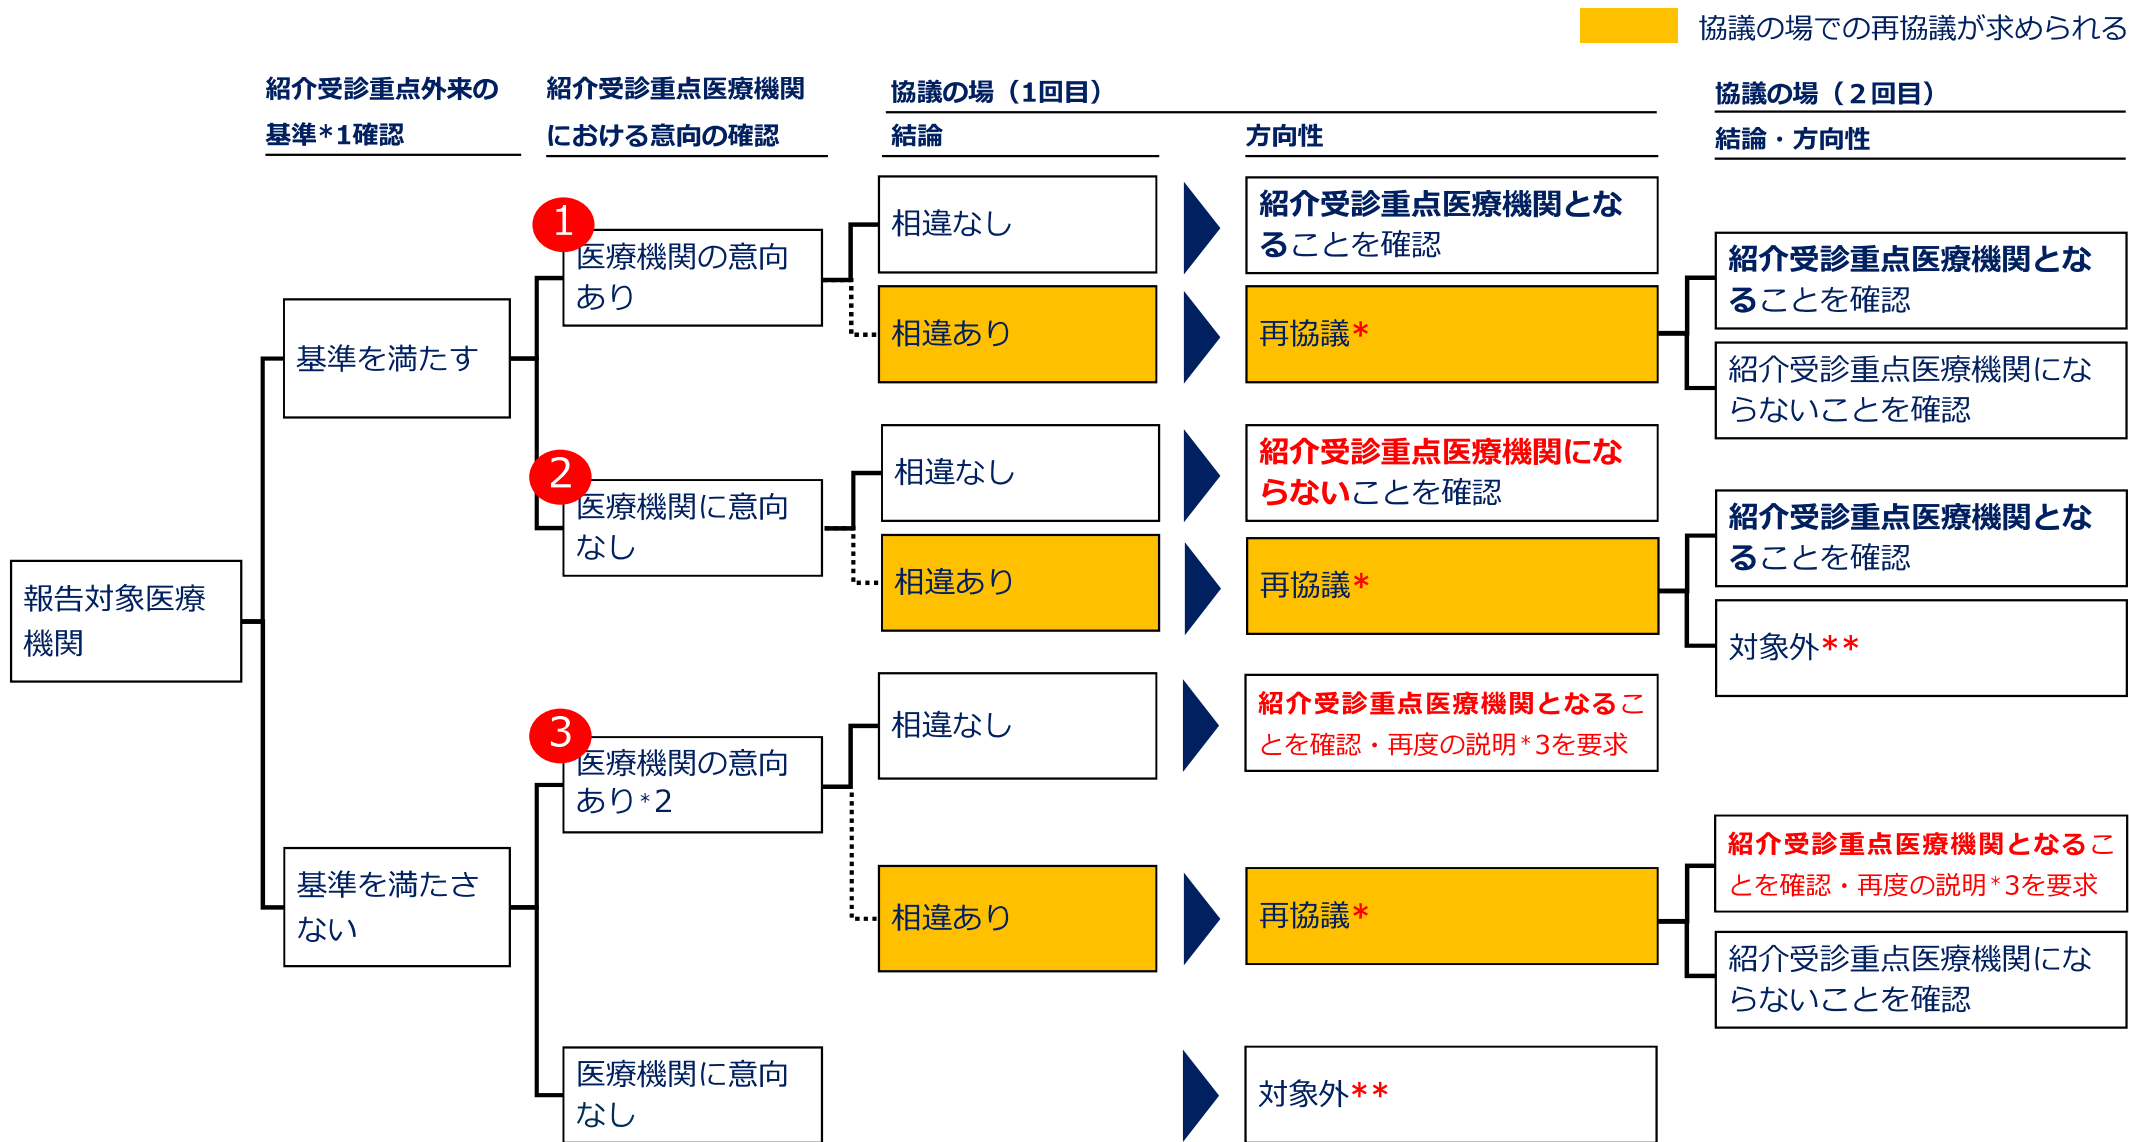 協議の場での再協議が求められる
紹介受診重点外来の
基準*1確認
紹介受診重点医療機関
における意向の確認
協議の場（1回目）
結論
方向性
協議の場（２回目）
結論・方向性
報告対象医療
機関
基準を満たす
基準を満たさ
ない
1
医療機関の意向
あり
2
医療機関に意向
なし
3
医療機関の意向
あり*2
医療機関に意向
なし
相違なし
紹介受診重点医療機関とな
ることを確認
相違あり
再協議*
紹介受診重点医療機関とな
ることを確認
紹介受診重点医療機関にな
らないことを確認
相違なし
紹介受診重点医療機関にな
らないことを確認
相違あり
再協議*
紹介受診重点医療機関とな
ることを確認
対象外**
相違なし
紹介受診重点医療機関となるこ
とを確認・再度の説明*3を要求
相違あり
再協議*
紹介受診重点医療機関となるこ
とを確認・再度の説明*3を要求
紹介受診重点医療機関にな
らないことを確認
対象外**